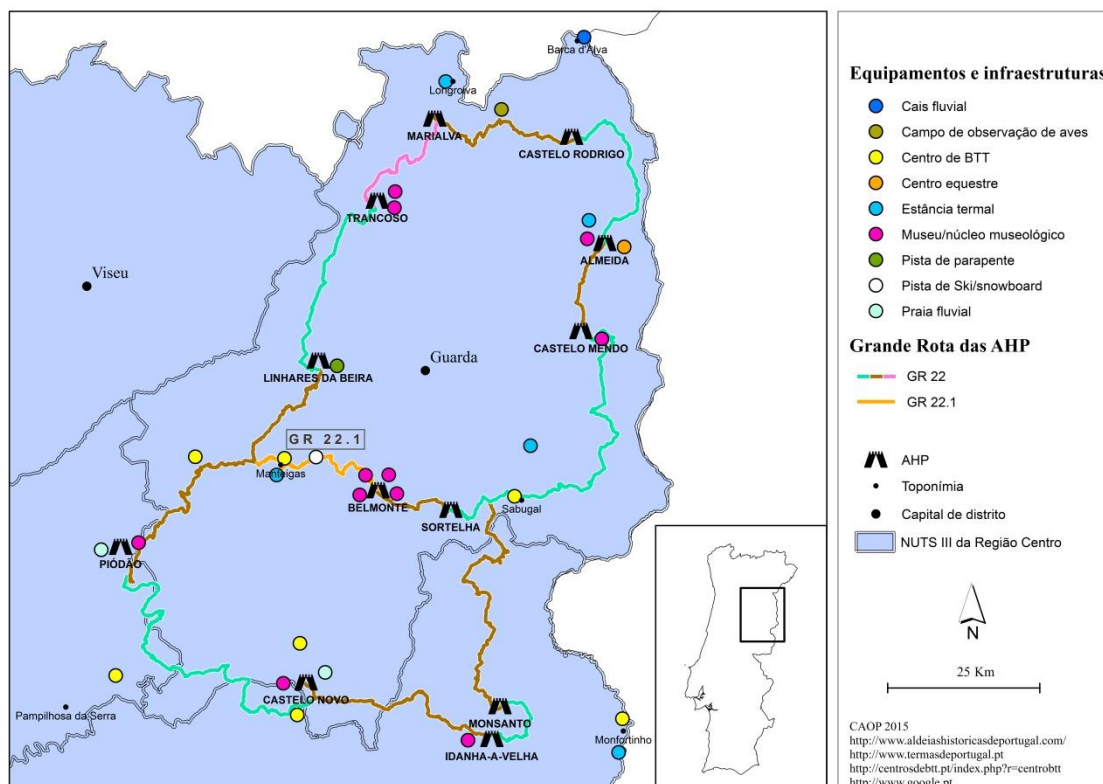 Barca d'Alva
Longroiva
MARIALVA
CASTELO RODRIGO
TRANCOSO
ALMEIDA
Viseu
CASTELO MENDO
Guarda
LINHARES DA BEIRA
GR 22.1
Manteigas
BELMONTE
Sabugal
SORTELHA
PIÓDÃO
CASTELO NOVO
Pampilhosa da Serra
MONSANTO
Monfortinho
IDANHA-A-VELHA
Equipamentos e infraestruturas
Cais fluvial
Campo de observação de aves
Centro de BTT
Centro equestre
Estância termal
Museu/núcleo museológico
Pista de parapente
Pista de Ski/snowboard
Praia fluvial
Grande Rota das AHP
GR 22
GR 22.1
AHP
Toponímia
Capital de distrito
NUTS III da Região Centro
N
25 Km
CAOP 2015
http://www.aldeiashistoricasdeportugal.com/
http://www.termasdeportugal.pt
http://centrosdebtt.pt/index.php?r=centrobtt
http://www.google.pt